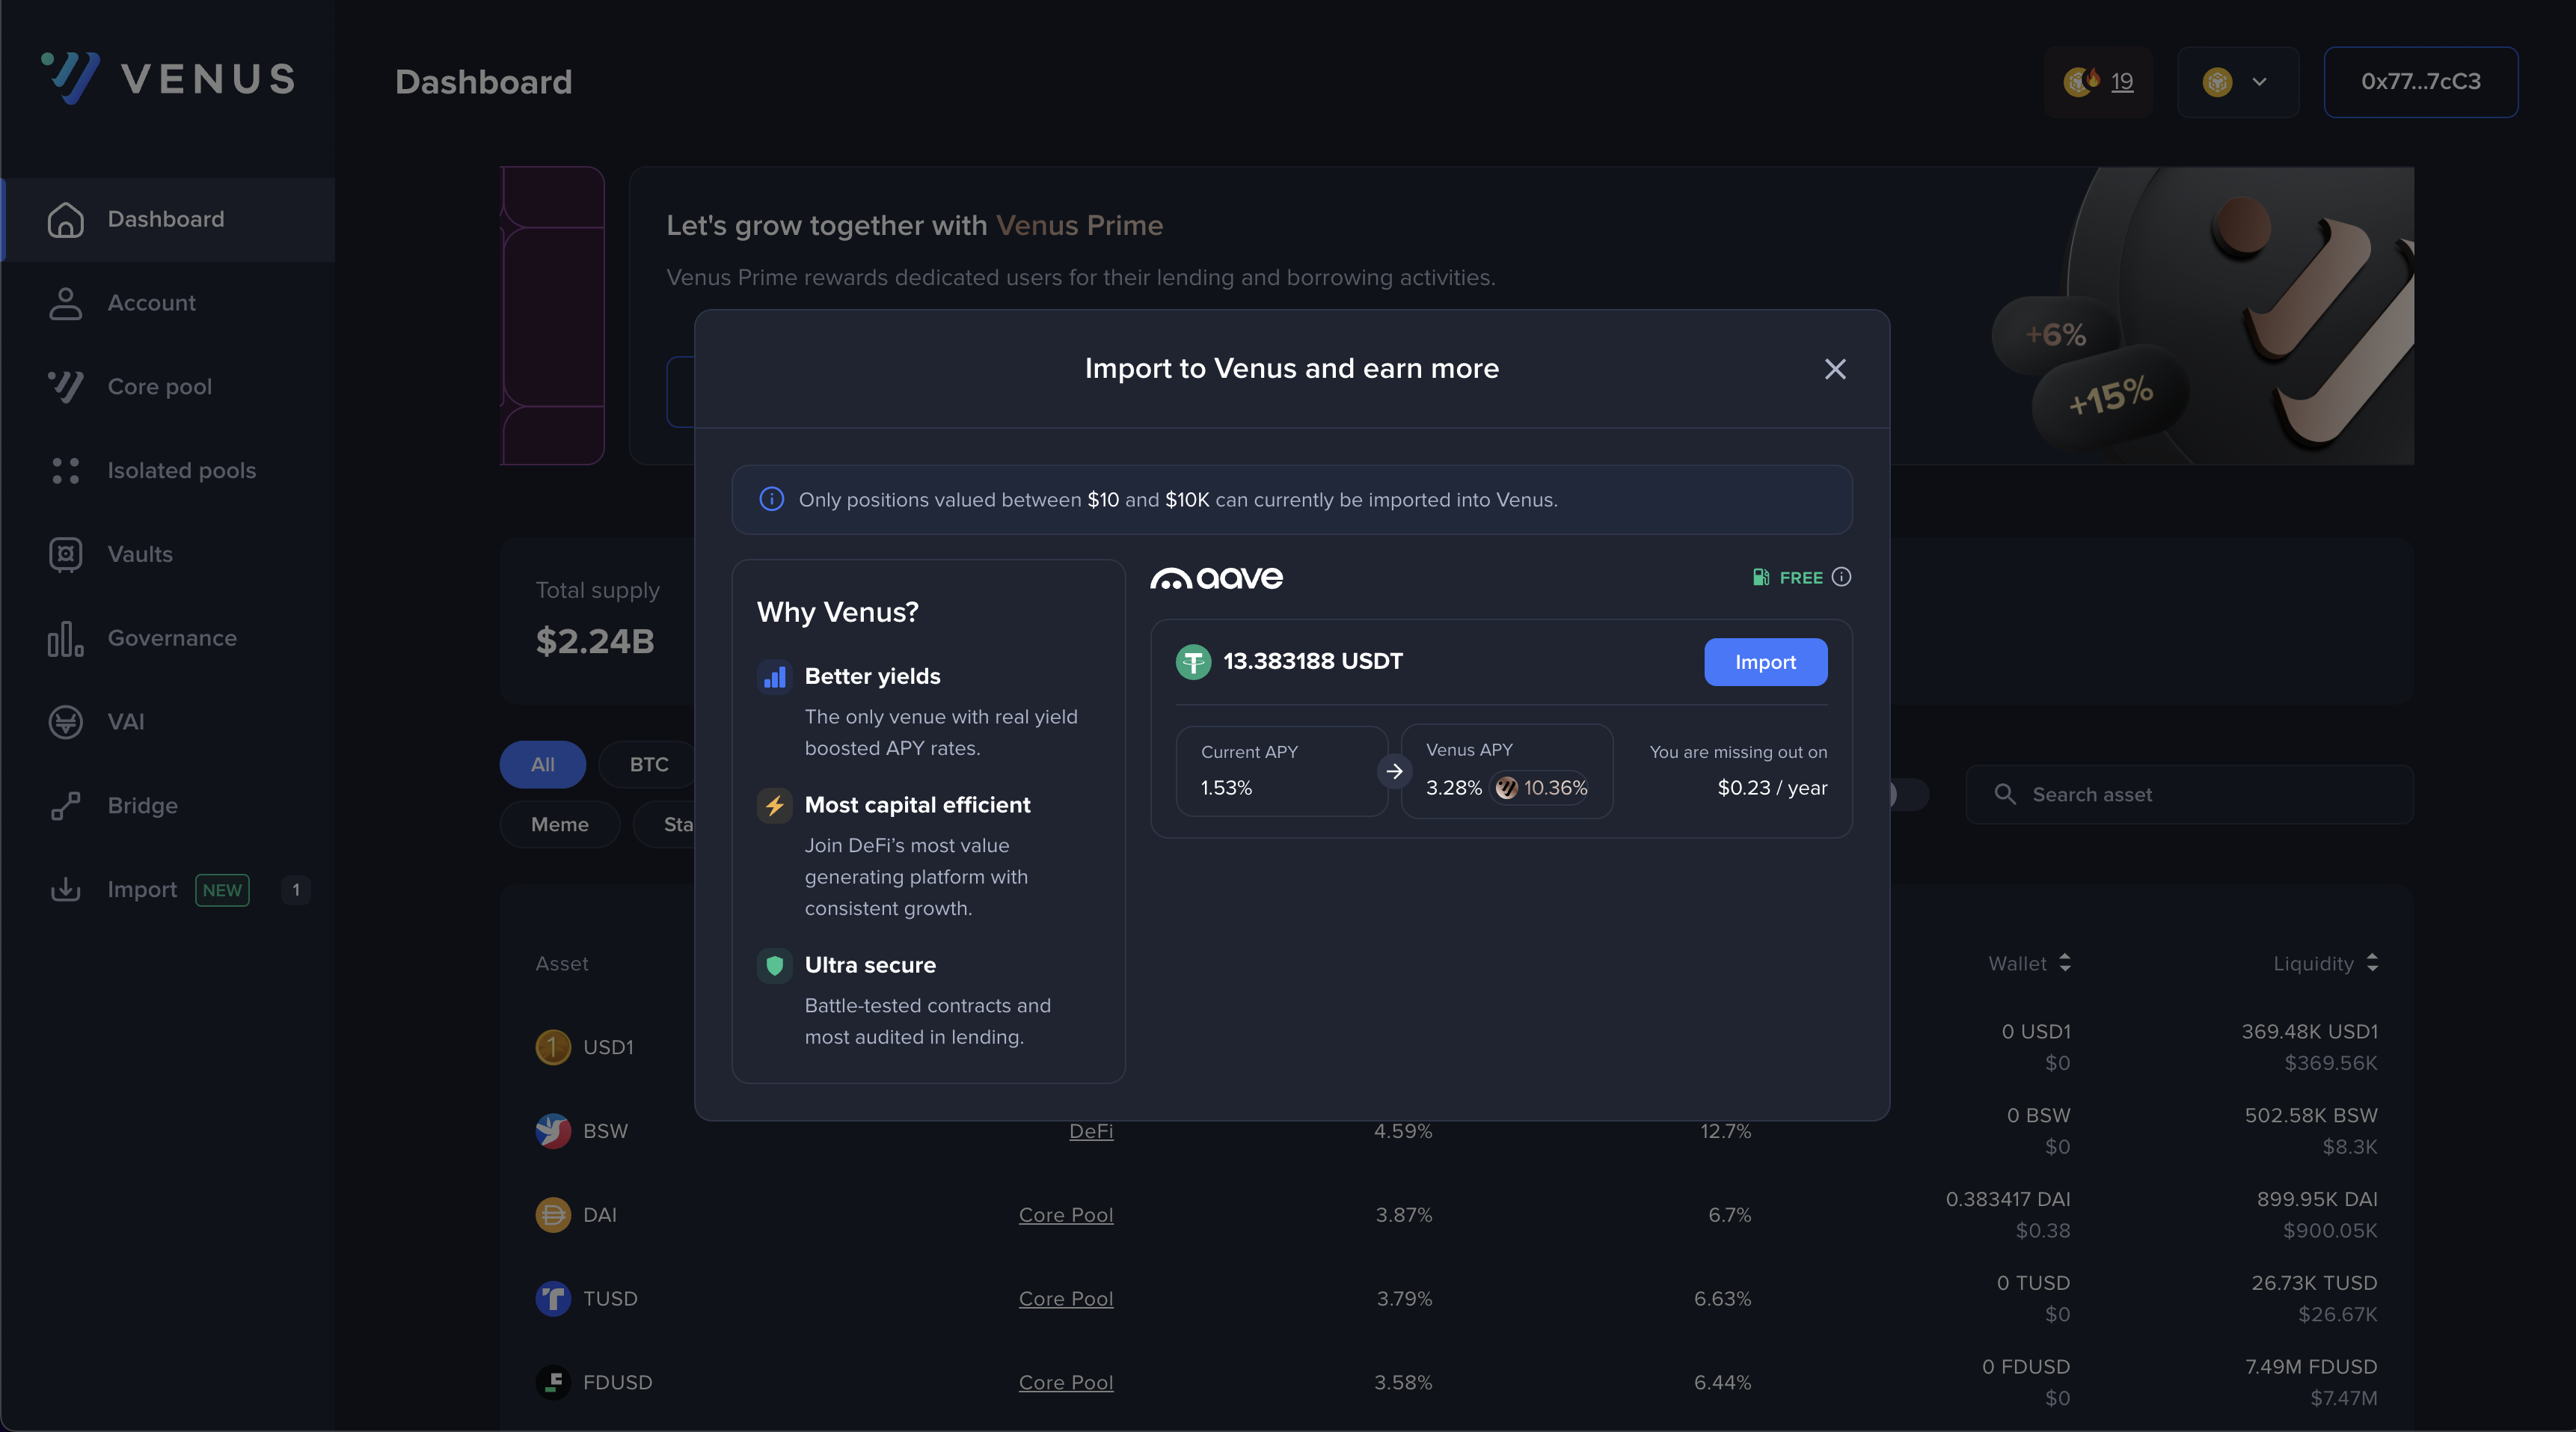 VENUS
Dashboard
Account
Core pool
Isolated pools
Vaults
Governance
VAI
Bridge
Import NEW 1
Dashboard
19
0x77...7cC3
Let's grow together with Venus Prime
Venus Prime rewards dedicated users for their lending and borrowing activities.
+6%
+15%
Total supply
$2.24B
All BTC
Meme
Search asset
Import to Venus and earn more
Only positions valued between $10 and $10K can currently be imported into Venus.
Why Venus?
Better yields
The only venue with real yield
boosted APY rates.
Most capital efficient
Join DeFi’s most value
generating platform with
consistent growth.
Ultra secure
Battle-tested contracts and
most audited in lending.
aave
FREE
13.383188 USDT
Import
Current APY
1.53%
Venus APY
3.28% 10.36%
You are missing out on
$0.23 / year
Asset Wallet Liquidity
USD1 0 USD1 369.48K USD1
$0 $369.56K
BSW DeFi 4.59% 12.7% 0 BSW 502.58K BSW
$0 $8.3K
DAI Core Pool 3.87% 6.7% 0.383417 DAI 899.95K DAI
$0.38 $900.05K
TUSD Core Pool 3.79% 6.63% 0 TUSD 26.73K TUSD
$0 $26.67K
FDUSD Core Pool 3.58% 6.44% 0 FDUSD 7.49M FDUSD
$0 $7.47M